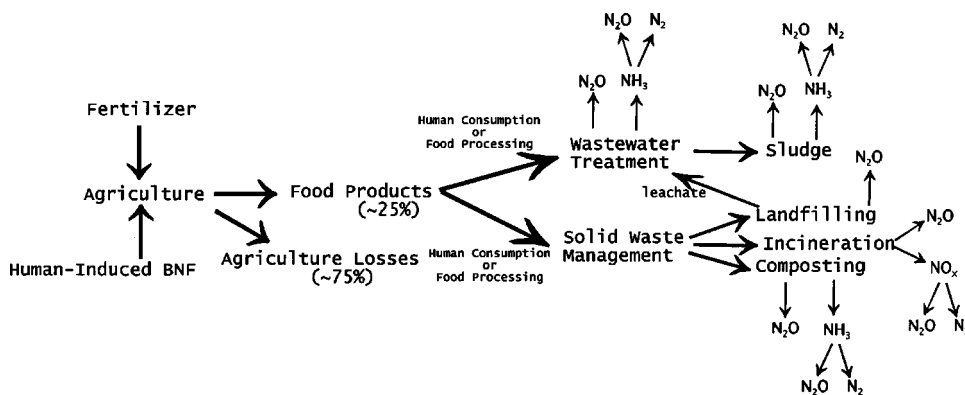 N₂O N₂
N₂O NH₃
N₂O N₂
N₂O NH₃
Fertilizer
Human Consumption
or
Food Processing
Wastewater
Treatment
Sludge
N₂O
Agriculture
Food Products
(~25%)
leachate
Landfilling
N₂O
Human-Induced BNF
Agriculture Losses
(~75%)
Human Consumption
or
Food Processing
Solid Waste
Management
Incineration
Composting
NOₓ
N₂O N
N₂O NH₃
N₂O N₂